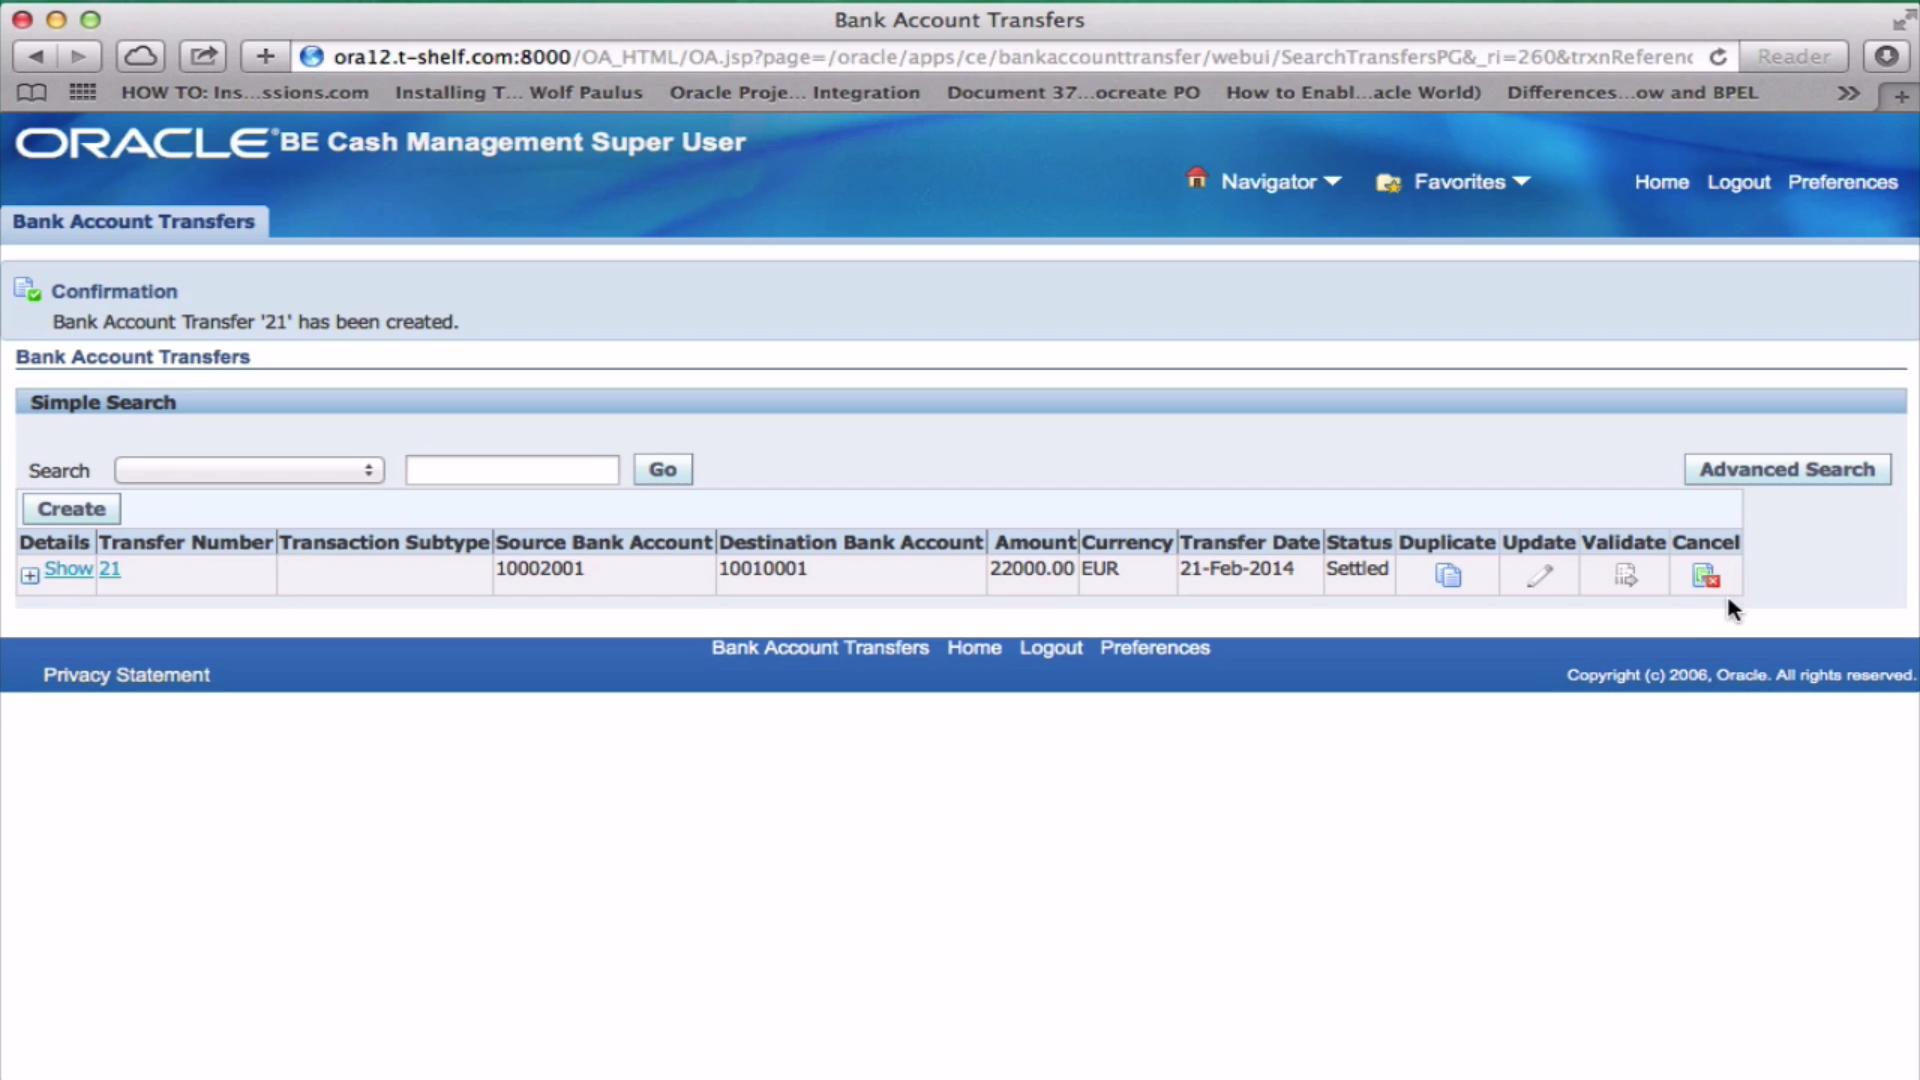 Bank Account Transfers
ora12.t-shelf.com:8000/OA_HTML/OA.jsp?page=/oracle/apps/ce/bankaccounttransfer/webui/SearchTransfersPG&_ri=260&trxnReferenc Reader
HOW TO: Ins...ssions.com Installing T... Wolf Paulus Oracle Proje... Integration Document 37...ocreate PO How to Enabl...acle World) Differences...ow and BPEL >> +
ORACLE® BE Cash Management Super User
Navigator Favorites Home Logout Preferences
Bank Account Transfers
Confirmation
Bank Account Transfer '21' has been created.
Bank Account Transfers
Simple Search
Search Go Advanced Search
Create
Details Transfer Number Transaction Subtype Source Bank Account Destination Bank Account Amount Currency Transfer Date Status Duplicate Update Validate Cancel
Show 21 10002001 10010001 22000.00 EUR 21-Feb-2014 Settled
Bank Account Transfers Home Logout Preferences
Privacy Statement Copyright (c) 2006, Oracle. All rights reserved.